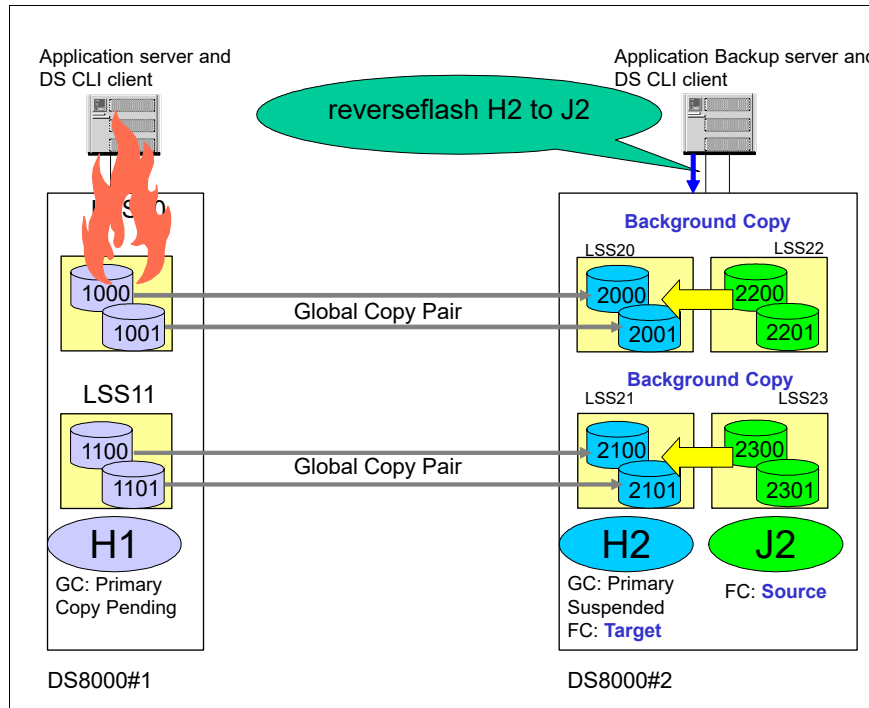 Application server and
DS CLI client
Application Backup server and
DS CLI client
reverseflash H2 to J2
Background Copy
LSS20
LSS22
1000
1001
Global Copy Pair
2000
2001
2200
2201
LSS11
Background Copy
LSS21
LSS23
1100
1101
Global Copy Pair
2100
2101
2300
2301
H1
H2
J2
GC: Primary
Copy Pending
GC: Primary
Suspended
FC: Target
FC: Source
DS8000#1
DS8000#2